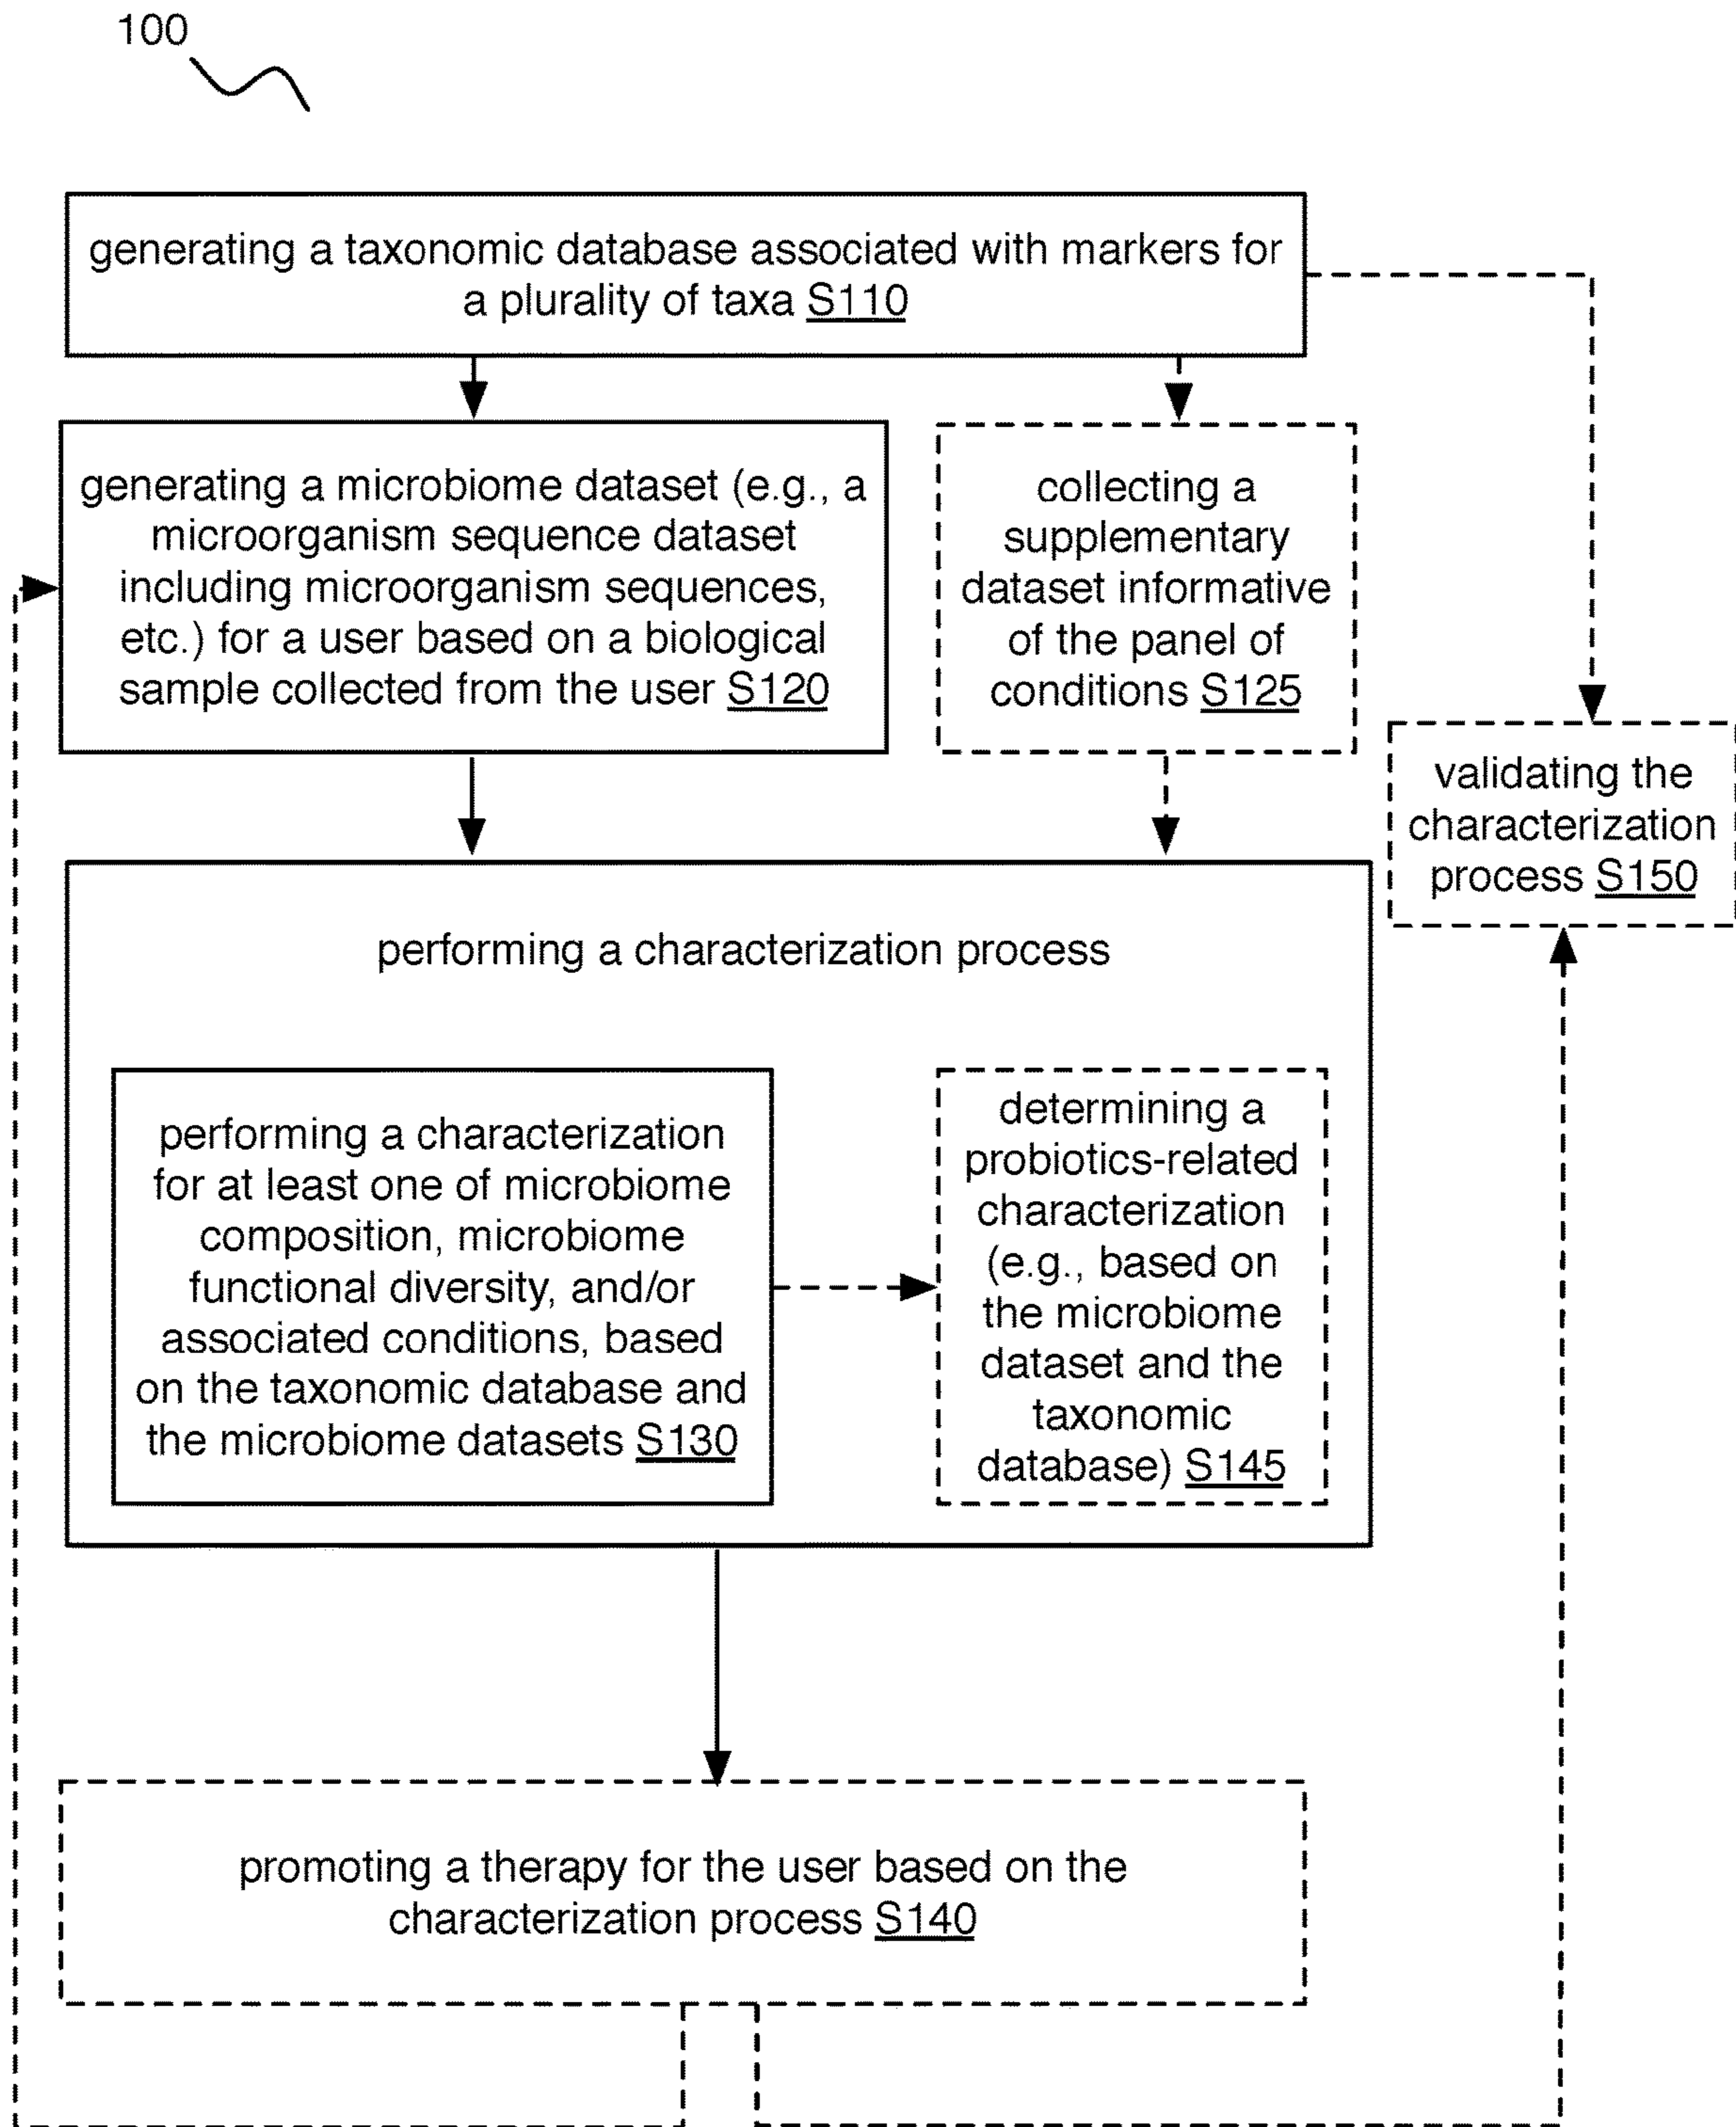 100
generating a taxonomic database associated with markers for
a plurality of taxa S110
generating a microbiome dataset (e.g., a
microorganism sequence dataset
including microorganism sequences,
etc.) for a user based on a biological
sample collected from the user S120
collecting a
supplementary
dataset informative
of the panel of
conditions S125
validating the
characterization
process S150
performing a characterization process
performing a characterization
for at least one of microbiome
composition, microbiome
functional diversity, and/or
associated conditions, based
on the taxonomic database and
the microbiome datasets S130
determining a
probiotics-related
characterization
(e.g., based on
the microbiome
dataset and the
taxonomic
database) S145
promoting a therapy for the user based on the
characterization process S140